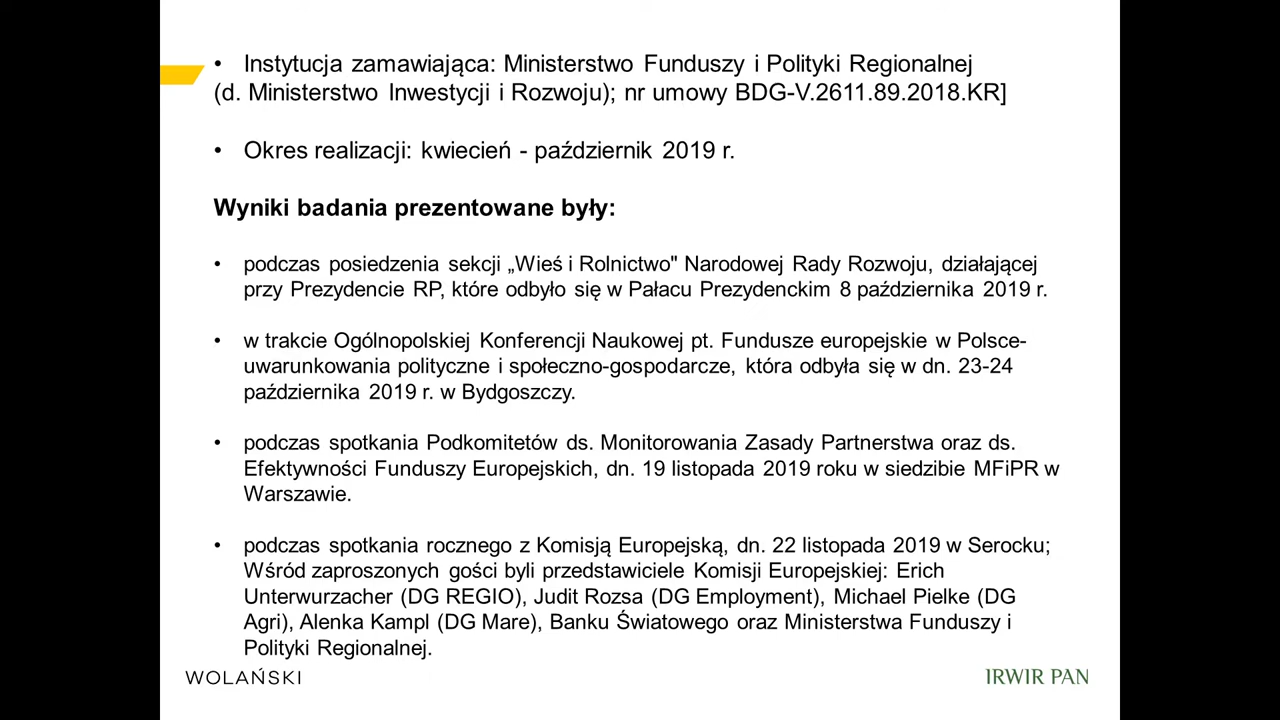 • Instytucja zamawiająca: Ministerstwo Funduszy i Polityki Regionalnej
(d. Ministerstwo Inwestycji i Rozwoju); nr umowy BDG-V.2611.89.2018.KR]
• Okres realizacji: kwiecień - październik 2019 r.
Wyniki badania prezentowane były:
• podczas posiedzenia sekcji „Wieś i Rolnictwo" Narodowej Rady Rozwoju, działającej
przy Prezydencie RP, które odbyło się w Pałacu Prezydenckim 8 października 2019 r.
• w trakcie Ogólnopolskiej Konferencji Naukowej pt. Fundusze europejskie w Polsce-
uwarunkowania polityczne i społeczno-gospodarcze, która odbyła się w dn. 23-24
października 2019 r. w Bydgoszczy.
• podczas spotkania Podkomitetów ds. Monitorowania Zasady Partnerstwa oraz ds.
Efektywności Funduszy Europejskich, dn. 19 listopada 2019 roku w siedzibie MFiPR w
Warszawie.
• podczas spotkania rocznego z Komisją Europejską, dn. 22 listopada 2019 w Serocku;
Wśród zaproszonych gości byli przedstawiciele Komisji Europejskiej: Erich
Unterwurzacher (DG REGIO), Judit Rozsa (DG Employment), Michael Pielke (DG
Agri), Alenka Kampl (DG Mare), Banku Światowego oraz Ministerstwa Funduszy i
Polityki Regionalnej.
WOLAŃSKI
IRWIR PAN